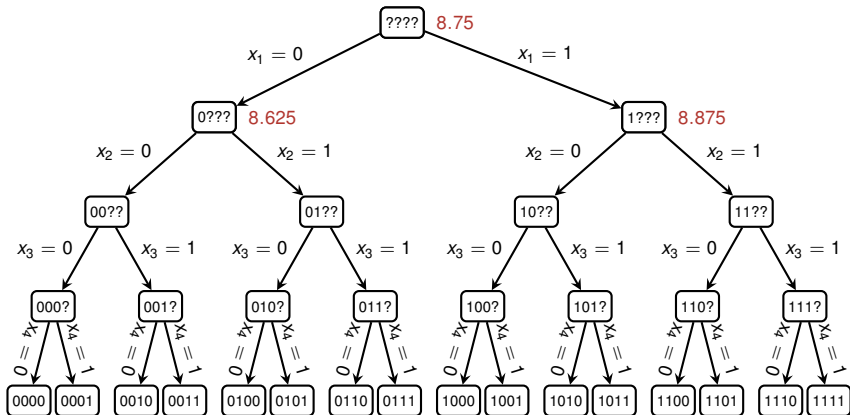 ???? 8.75
x₁ = 0 x₁ = 1
0??? 8.625 1??? 8.875
x₂ = 0 x₂ = 1 x₂ = 0 x₂ = 1
00?? 01?? 10?? 11??
x₃ = 0 x₃ = 1 x₃ = 0 x₃ = 1 x₃ = 0 x₃ = 1 x₃ = 0 x₃ = 1
000? 001? 010? 011? 100? 101? 110? 111?
x₄ = 0 x₄ = 1 x₄ = 0 x₄ = 1 x₄ = 0 x₄ = 1 x₄ = 0 x₄ = 1 x₄ = 0 x₄ = 1 x₄ = 0 x₄ = 1 x₄ = 0 x₄ = 1 x₄ = 0 x₄ = 1
0000 0001 0010 0011 0100 0101 0110 0111 1000 1001 1010 1011 1100 1101 1110 1111